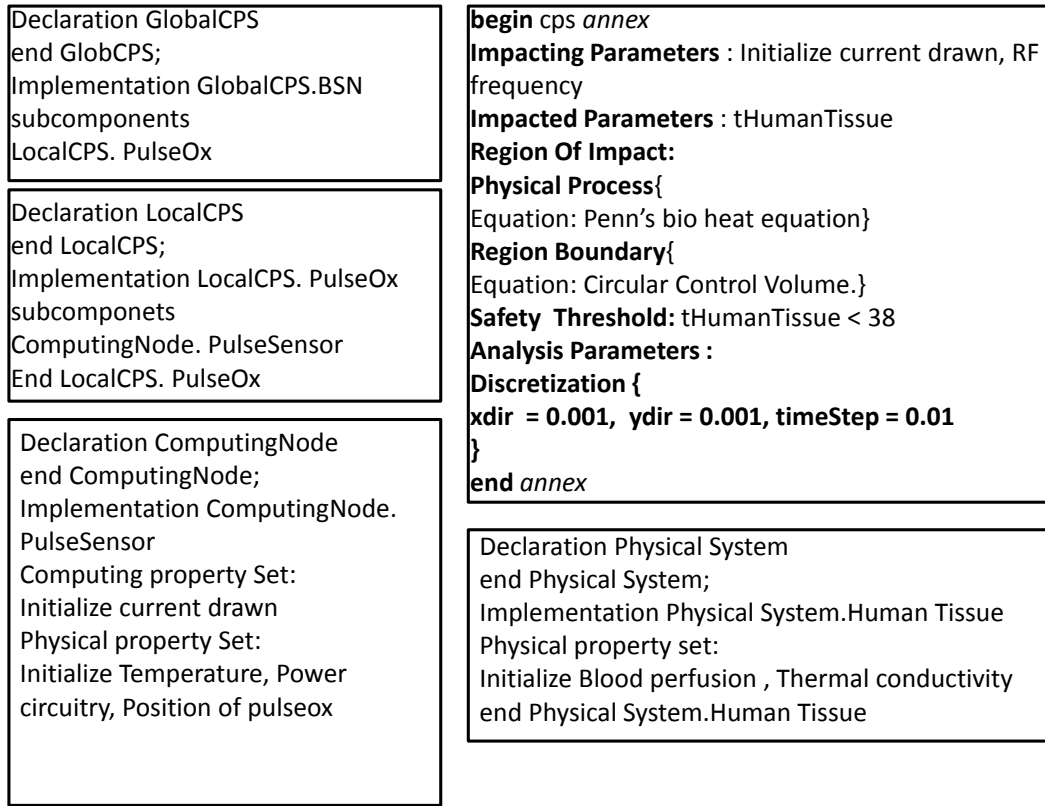 Declaration GlobalCPS
end GlobCPS;
Implementation GlobalCPS.BSN
subcomponents
LocalCPS. PulseOx
Declaration LocalCPS
end LocalCPS;
Implementation LocalCPS. PulseOx
subcomponets
ComputingNode. PulseSensor
End LocalCPS. PulseOx
Declaration ComputingNode
end ComputingNode;
Implementation ComputingNode.
PulseSensor
Computing property Set:
Initialize current drawn
Physical property Set:
Initialize Temperature, Power
circuitry, Position of pulseox
begin cps annex
Impacting Parameters : Initialize current drawn, RF
frequency
Impacted Parameters : tHumanTissue
Region Of Impact:
Physical Process{
Equation: Penn’s bio heat equation}
Region Boundary{
Equation: Circular Control Volume.}
Safety Threshold: tHumanTissue < 38
Analysis Parameters :
Discretization {
xdir = 0.001, ydir = 0.001, timeStep = 0.01
}
end annex
Declaration Physical System
end Physical System;
Implementation Physical System.Human Tissue
Physical property set:
Initialize Blood perfusion , Thermal conductivity
end Physical System.Human Tissue